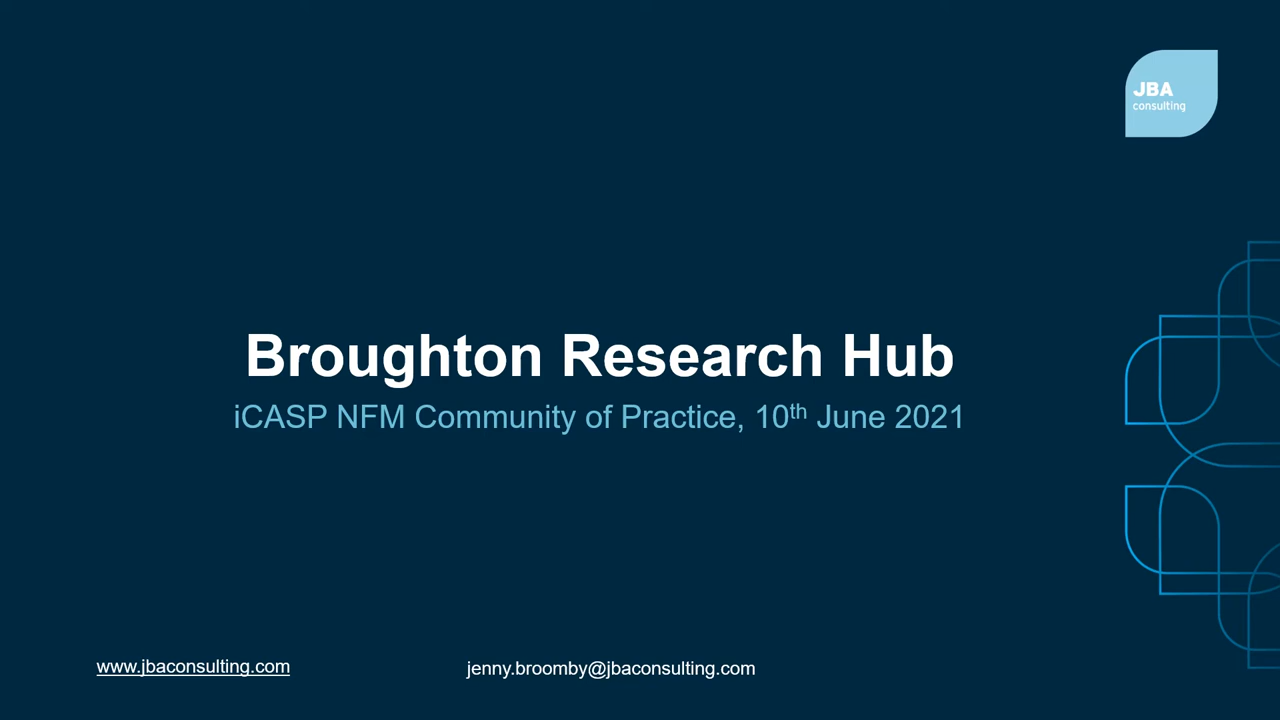 JBA
consulting
Broughton Research Hub
iCASP NFM Community of Practice, 10th June 2021
www.jbaconsulting.com
jenny.broomby@jbaconsulting.com